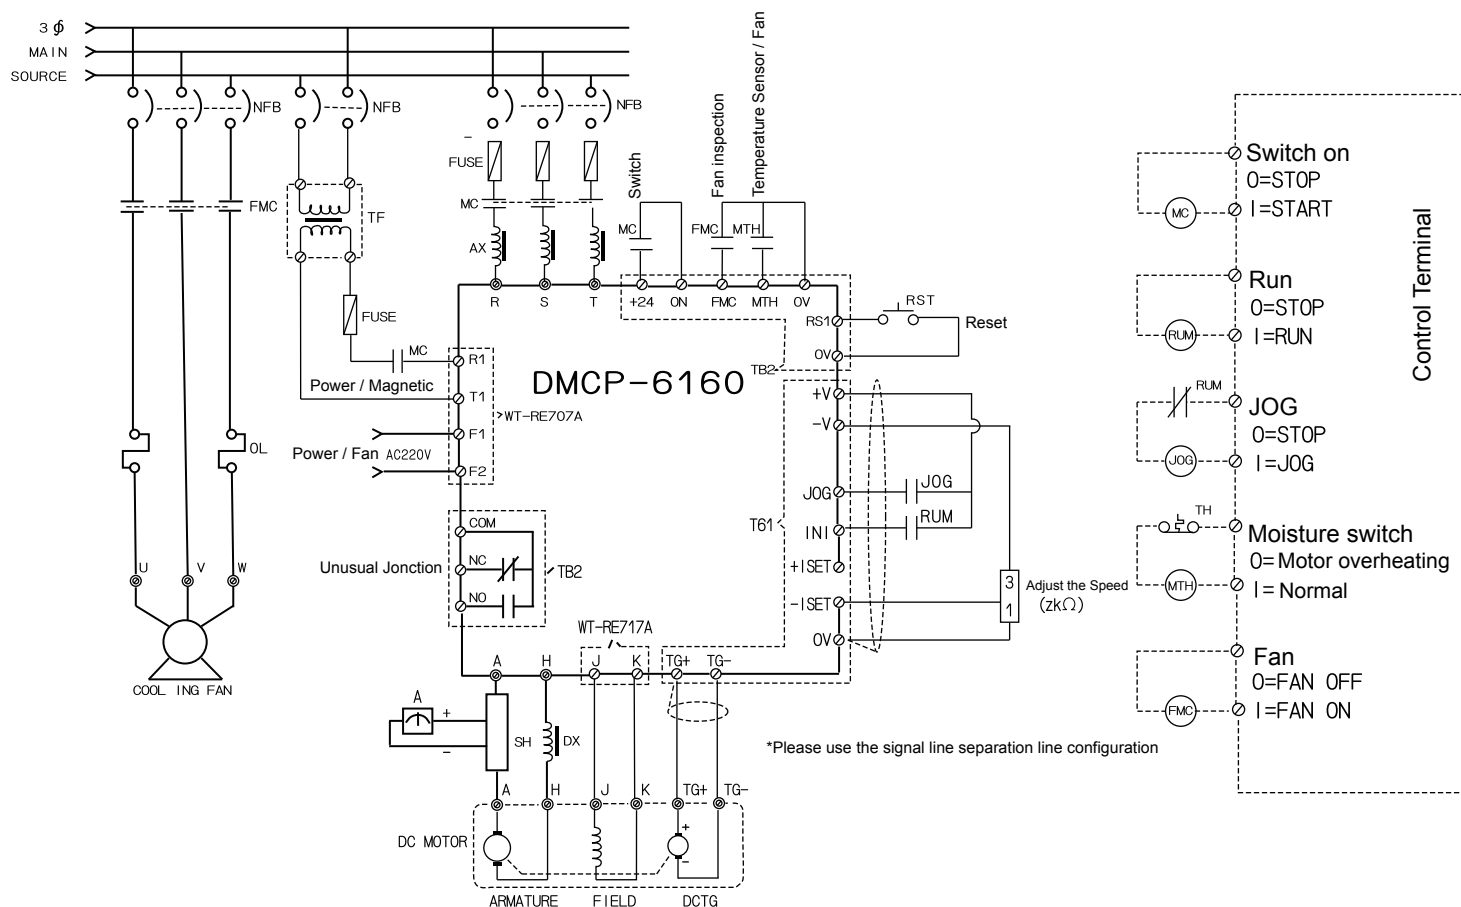 3 ϕ
MAIN
SOURCE
NFB
NFB
NFB
FUSE
Switch
Fan inspection
Temperature Sensor / Fan
FMC
TF
MC
AX
MC
FMC
MTH
R
S
T
+24
ON
FMC
MTH
OV
FUSE
MC
Power / Magnetic
R1
T1
F1
F2
WT-RE707A
Power / Fan AC220V
DMCP-6160
RS1
OV
TB2
RST
Reset
+V
-V
JOG
INI
+ISET
-ISET
OV
T61
JOG
RUM
3
1
Adjust the Speed
(zkΩ)
OL
U
V
W
COOL ING FAN
Unusual Jonction
COM
NC
NO
TB2
WT-RE717A
A
H
J
K
TG+
TG-
A
+
-
SH
DX
A
H
J
K
TG+
TG-
DC MOTOR
+
-
ARMATURE
FIELD
DCTG
*Please use the signal line separation line configuration
Control Terminal
Switch on
0=STOP
I=START
MC
Run
0=STOP
I=RUN
RUM
RUM
JOG
0=STOP
I=JOG
JOG
TH
Moisture switch
0=Motor overheating
I=Normal
MTH
Fan
0=FAN OFF
I=FAN ON
FMC